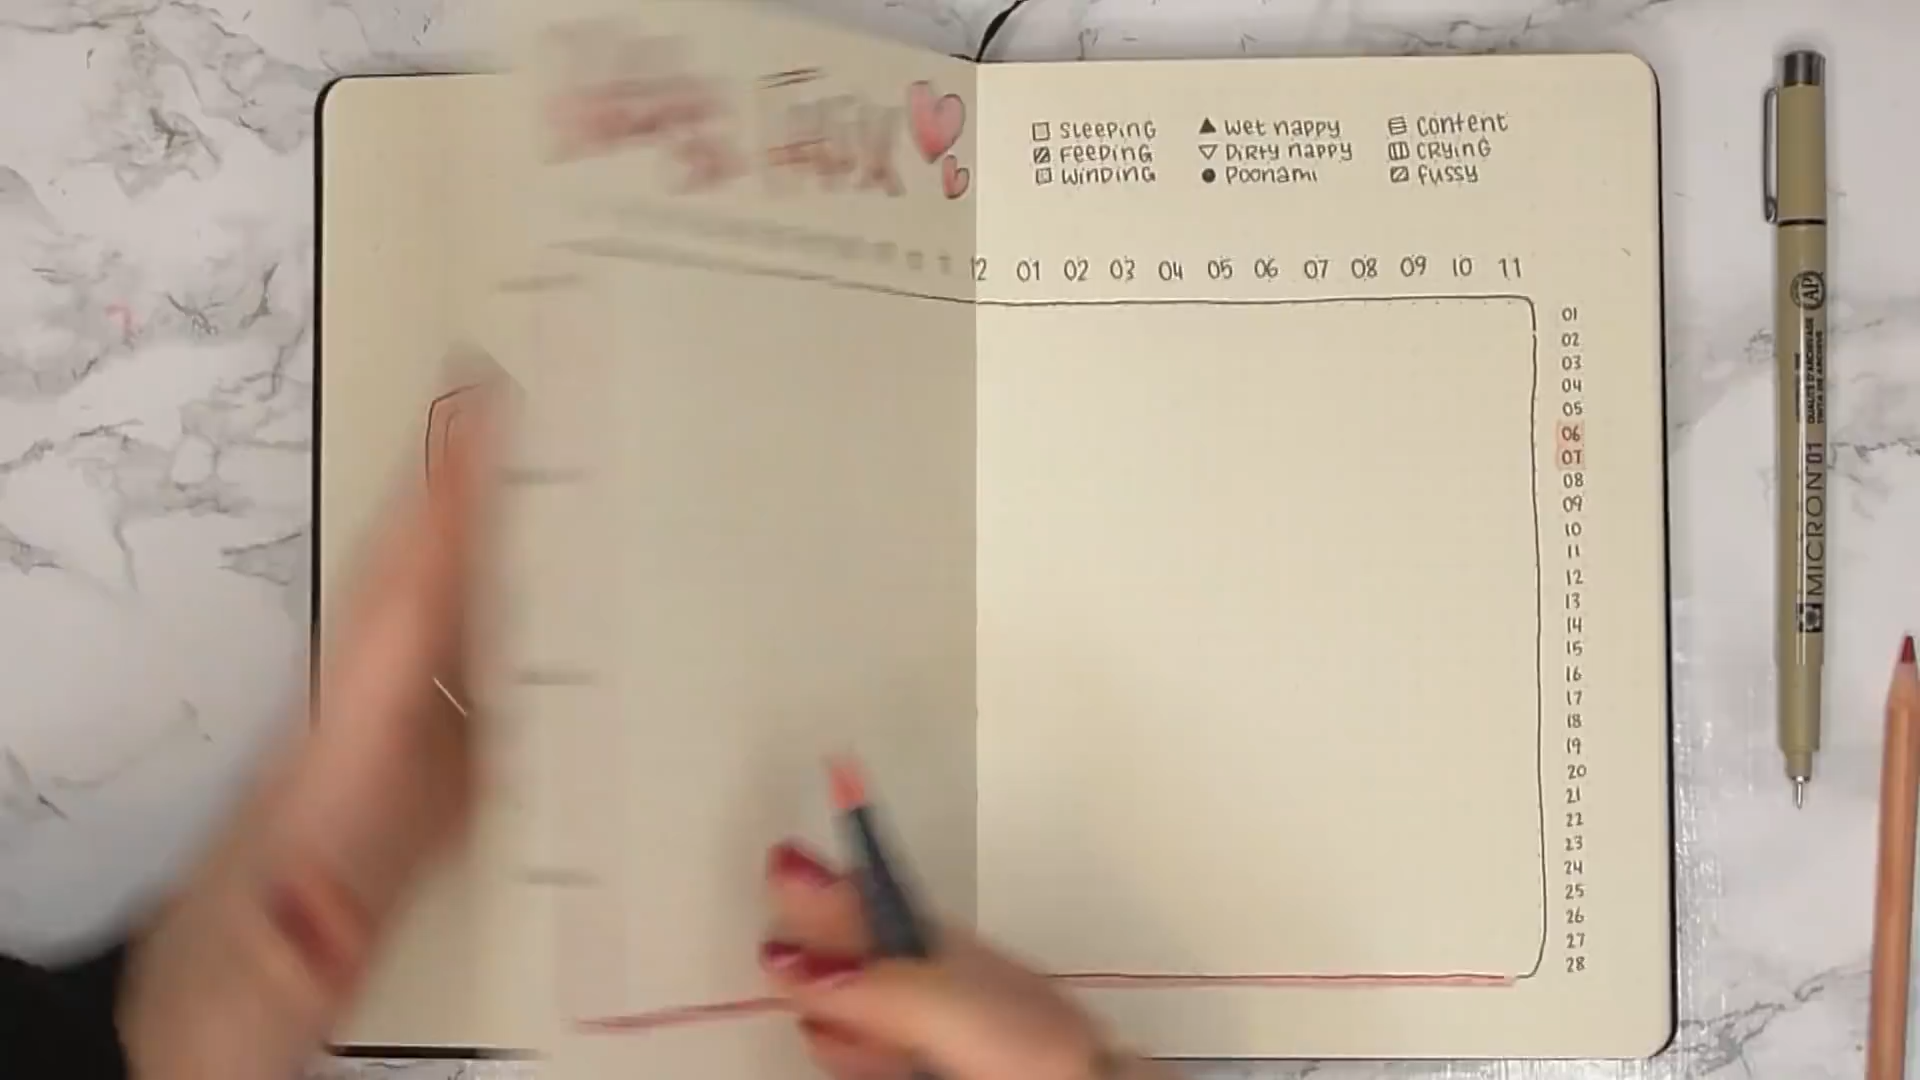 Sleeping
Feeding
Winding
Wet nappy
Dirty nappy
Poonami
Content
Crying
Fussy
12 01 02 03 04 05 06 07 08 09 10 11
01
02
03
04
05
06
07
08
09
10
11
12
13
14
15
16
17
18
19
20
21
22
23
24
25
26
27
28
MICRON 01
AP